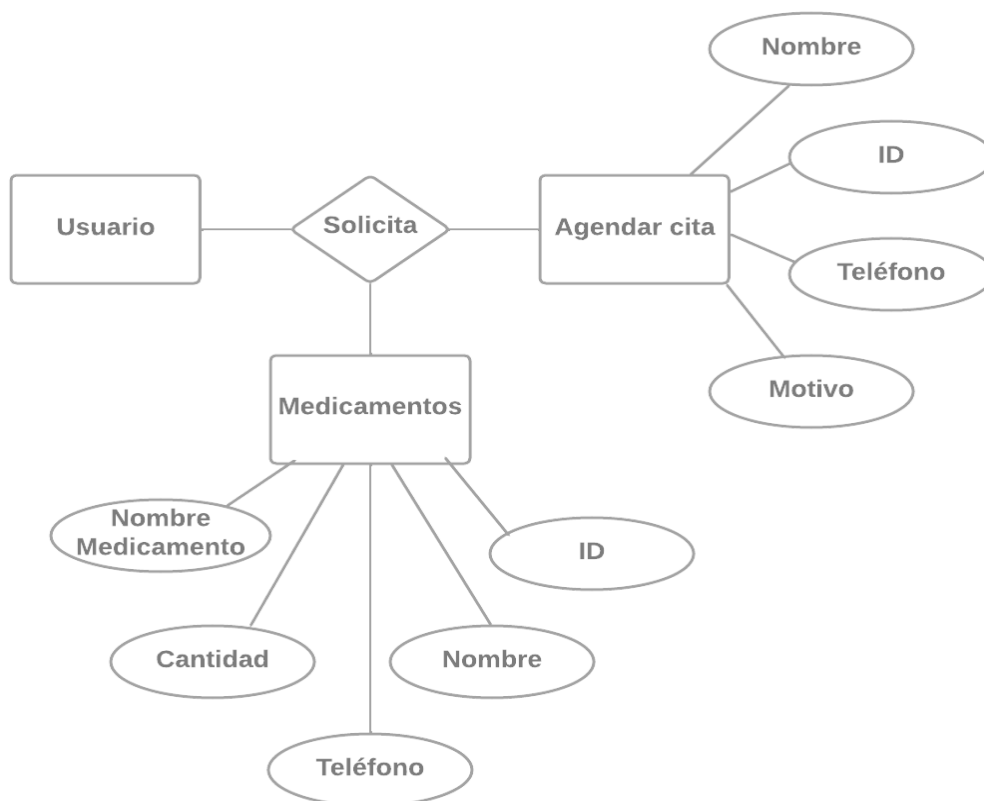 Nombre
ID
Usuario
Solicita
Agendar cita
Teléfono
Motivo
Medicamentos
Nombre
Medicamento
ID
Cantidad
Nombre
Teléfono